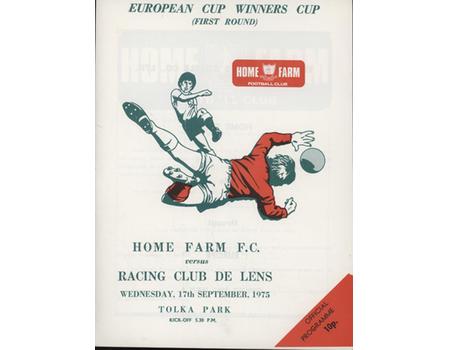 EUROPEAN CUP WINNERS CUP
(FIRST ROUND)
HOME FARM
FOOTBALL CLUB
HOME FARM F.C.
versus
RACING CLUB DE LENS
WEDNESDAY, 17th SEPTEMBER, 1975
TOLKA PARK
KICK-OFF 5.30 P.M.
OFFICIAL
PROGRAMME
10p.